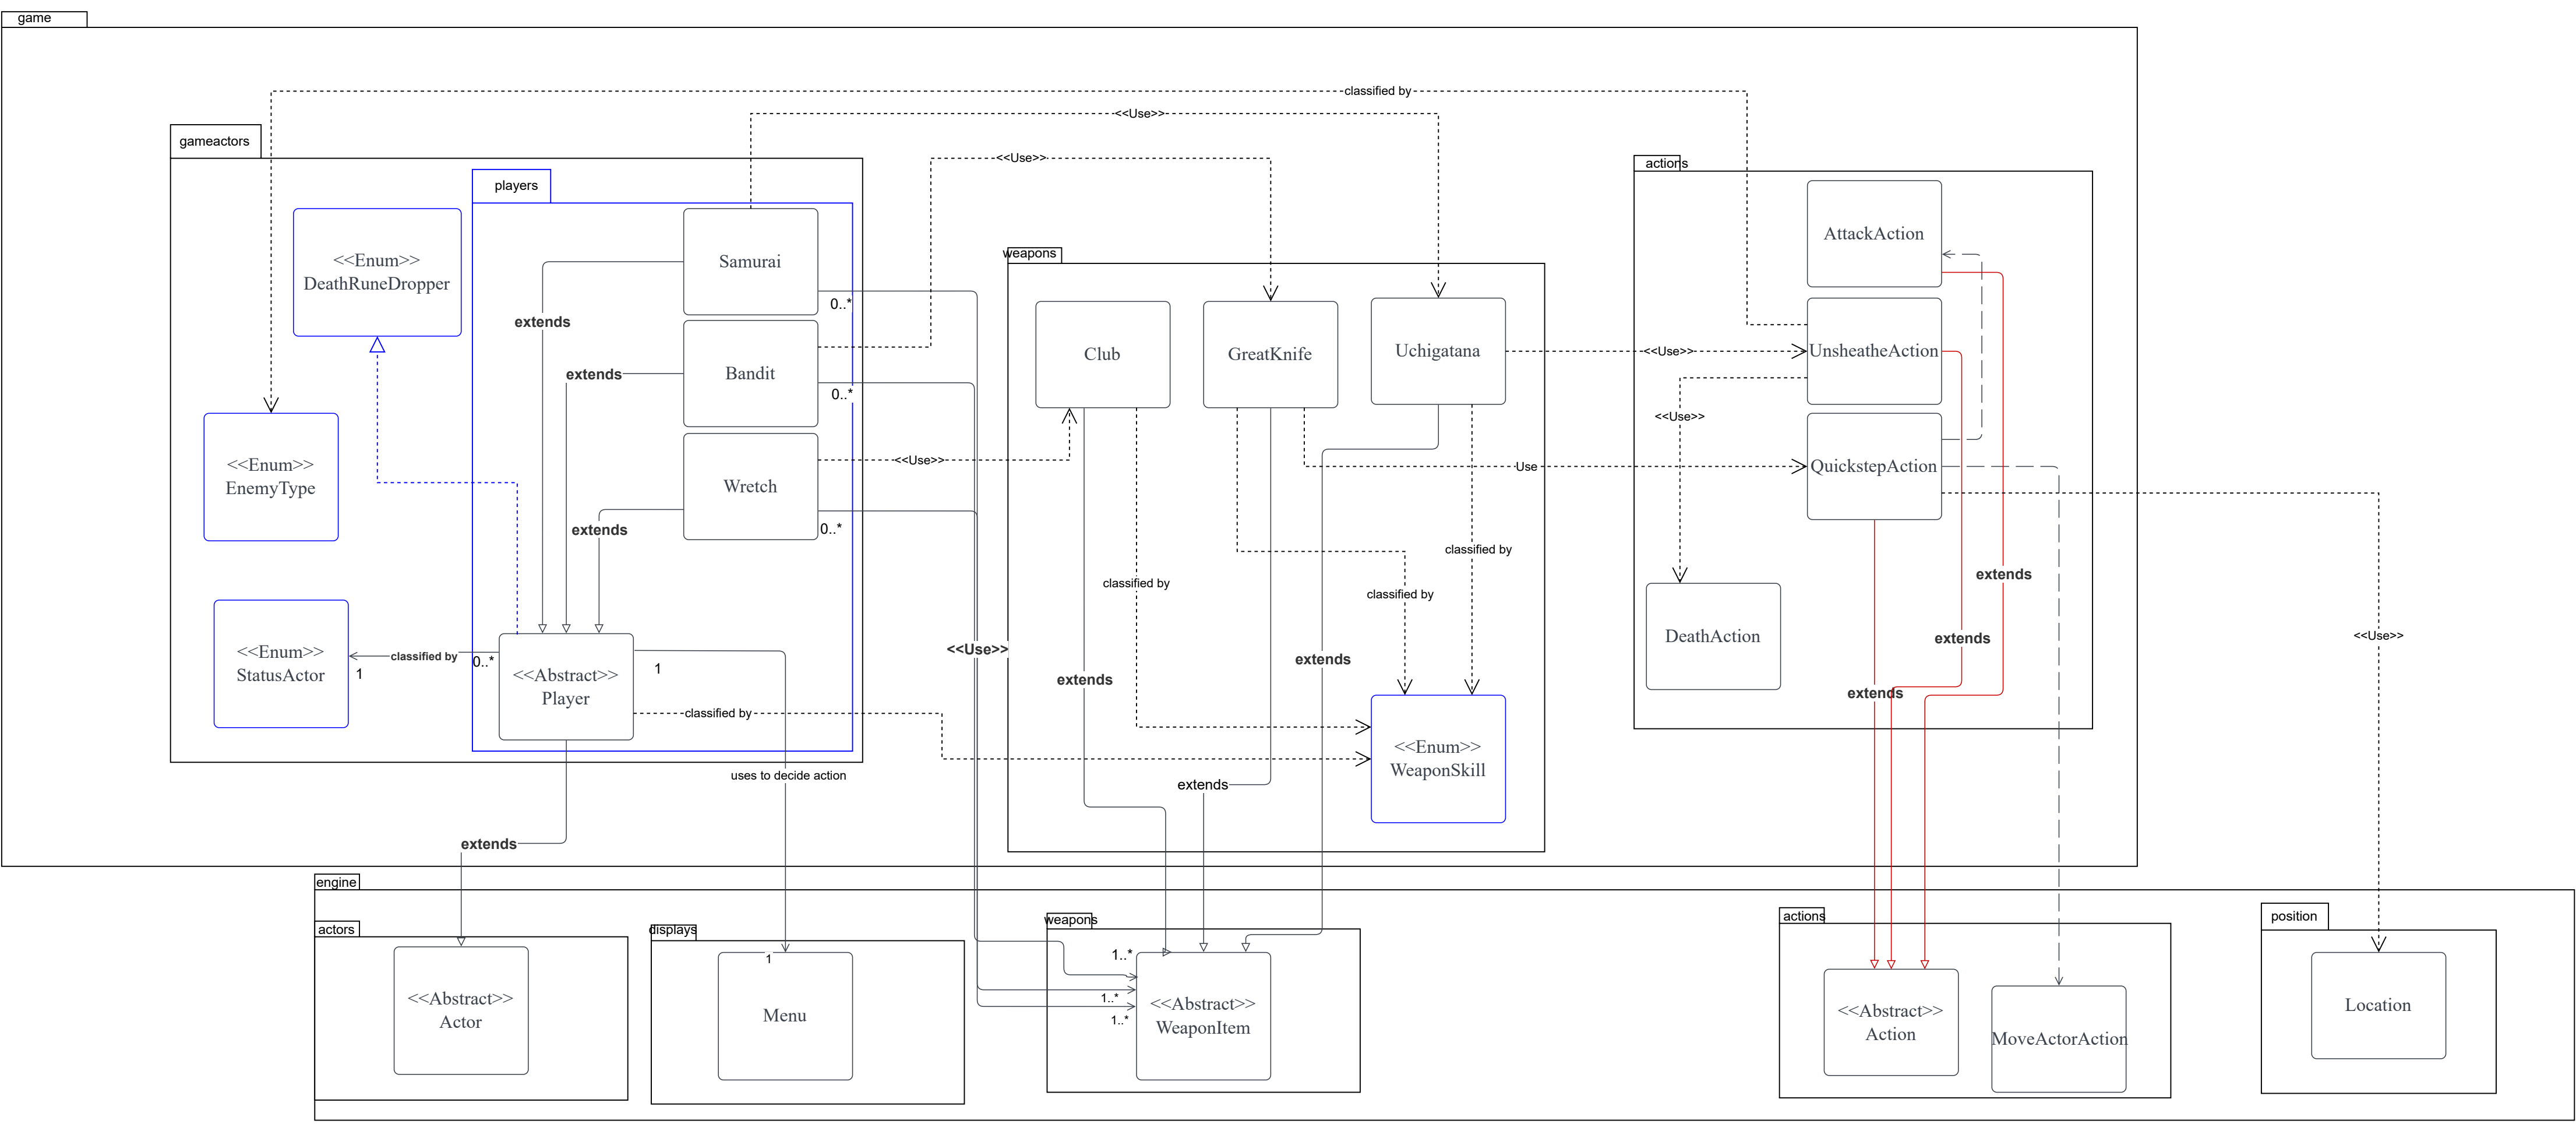 game
classified by
<<Use>>
gameactors
<<Use>>
actions
players
AttackAction
<<Enum>>
DeathRuneDropper
Samurai
weapons
0..*
extends
Club
GreatKnife
Uchigatana
<<Use>>
UnsheatheAction
extends
Bandit
0..*
<<Use>>
<<Enum>>
EnemyType
<<Use>>
Use
QuickstepAction
Wretch
extends
0..*
classified by
classified by
classified by
extends
<<Use>>
DeathAction
extends
<<Enum>>
StatusActor
classified by
1
0..*
1
<<Abstract>>
Player
<<Use>>
extends
extends
extends
classified by
<<Enum>>
WeaponSkill
uses to decide action
extends
extends
engine
actors
displays
weapons
actions
position
1..*
1
<<Abstract>>
Actor
Menu
1..*
1..*
<<Abstract>>
WeaponItem
<<Abstract>>
Action
MoveActorAction
Location